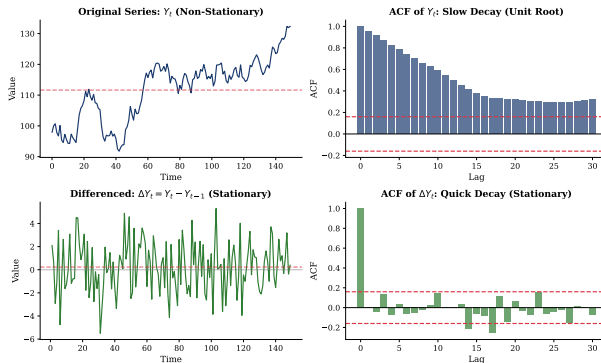 Original Series: Y_t (Non-Stationary)
Value
130
120
110
100
90
0 20 40 60 80 100 120 140
Time
ACF of Y_t: Slow Decay (Unit Root)
ACF
1.0
0.8
0.6
0.4
0.2
0.0
−0.2
0 5 10 15 20 25 30
Lag
Differenced: ΔY_t = Y_t − Y_{t−1} (Stationary)
Value
4
2
0
−2
−4
−6
0 20 40 60 80 100 120 140
Time
ACF of ΔY_t: Quick Decay (Stationary)
ACF
1.0
0.8
0.6
0.4
0.2
0.0
−0.2
0 5 10 15 20 25 30
Lag